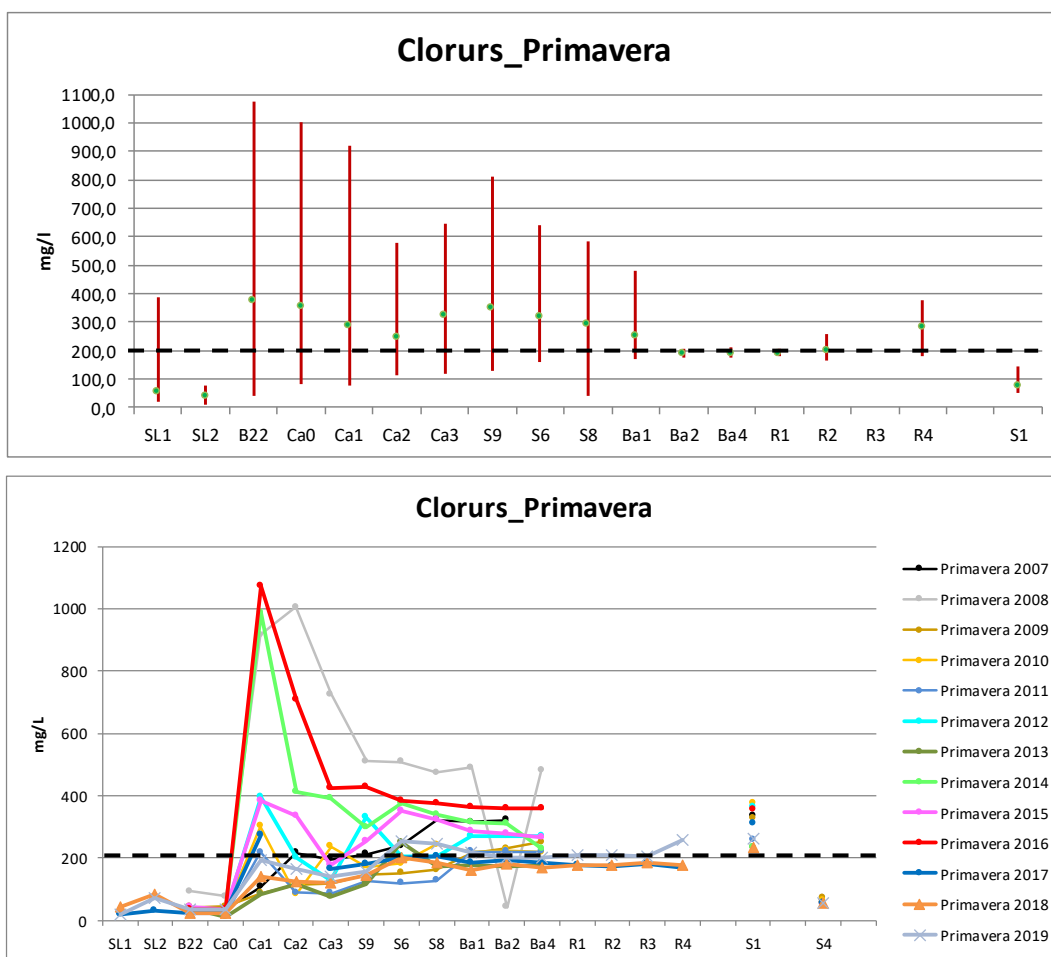 Clorurs_Primavera
mg/l
1100,0
1000,0
900,0
800,0
700,0
600,0
500,0
400,0
300,0
200,0
100,0
0,0
SL1 SL2 B22 Ca0 Ca1 Ca2 Ca3 S9 S6 S8 Ba1 Ba2 Ba4 R1 R2 R3 R4 S1
Clorurs_Primavera
mg/L
1200
1000
800
600
400
200
0
SL1 SL2 B22 Ca0 Ca1 Ca2 Ca3 S9 S6 S8 Ba1 Ba2 Ba4 R1 R2 R3 R4 S1 S4
Primavera 2007
Primavera 2008
Primavera 2009
Primavera 2010
Primavera 2011
Primavera 2012
Primavera 2013
Primavera 2014
Primavera 2015
Primavera 2016
Primavera 2017
Primavera 2018
Primavera 2019